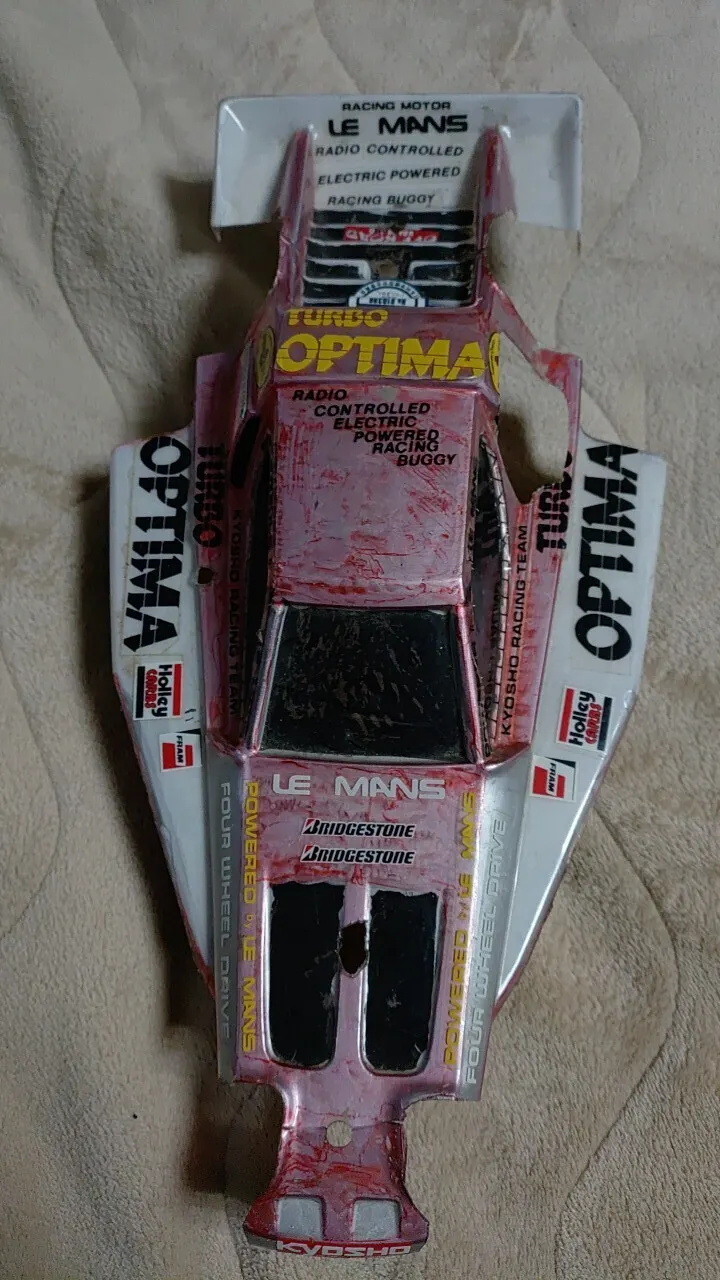 RACING MOTOR
LE MANS
RADIO CONTROLLED
ELECTRIC POWERED
RACING BUGGY
TURBO
OPTIMA
RADIO
CONTROLLED
ELECTRIC
POWERED
RACING
BUGGY
OPTIMA
TURBO
KYOSHO RACING TEAM
Holley
CARBS
FRAM
TURBO
OPTIMA
KYOSHO RACING TEAM
Holley
CARBS
FRAM
LE MANS
BRIDGESTONE
BRIDGESTONE
POWERED by LE MANS
FOUR WHEEL DRIVE
POWERED by LE MANS
FOUR WHEEL DRIVE
KYOSHO